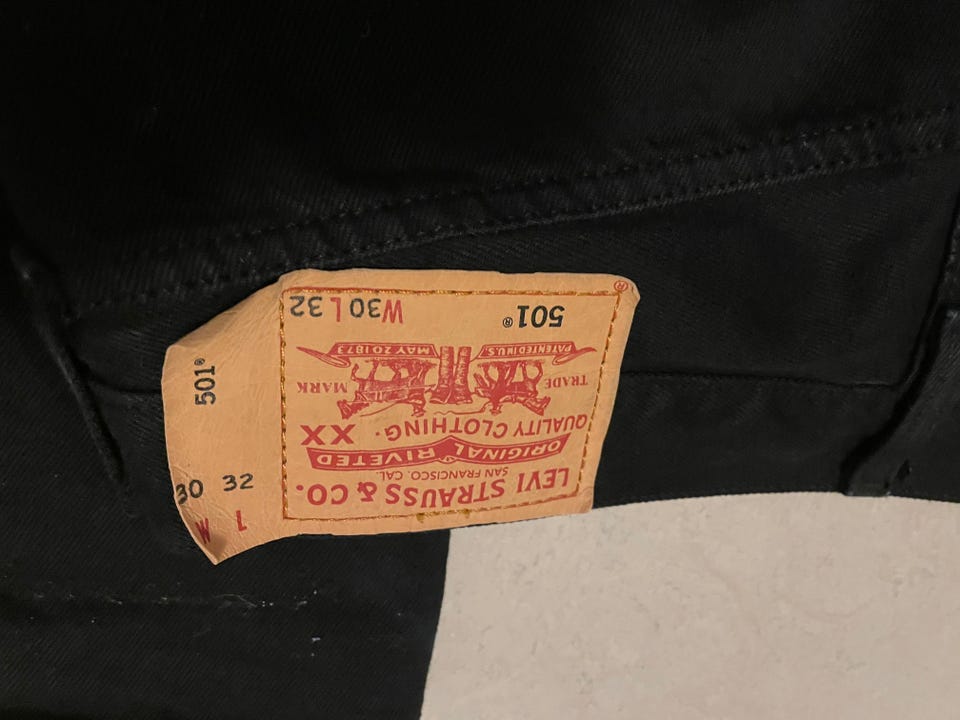 LEVI STRAUSS & CO.
SAN FRANCISCO. CAL.
ORIGINAL RIVETED
QUALITY CLOTHING. XX
TRADE MARK
PATENTED IN U.S. MAY 20 1873
501® W30 L32
®
501®
30 32
W L